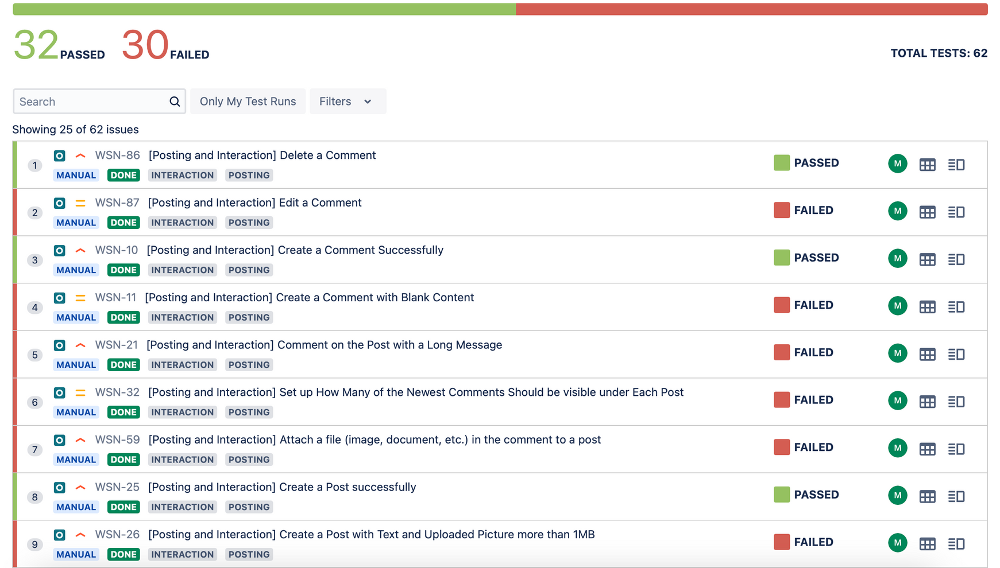 32 PASSED 30 FAILED
TOTAL TESTS: 62
Search
Only My Test Runs
Filters
Showing 25 of 62 issues
1 WSN-86 [Posting and Interaction] Delete a Comment PASSED M
MANUAL DONE INTERACTION POSTING
2 WSN-87 [Posting and Interaction] Edit a Comment FAILED M
MANUAL DONE INTERACTION POSTING
3 WSN-10 [Posting and Interaction] Create a Comment Successfully PASSED M
MANUAL DONE INTERACTION POSTING
4 WSN-11 [Posting and Interaction] Create a Comment with Blank Content FAILED M
MANUAL DONE INTERACTION POSTING
5 WSN-21 [Posting and Interaction] Comment on the Post with a Long Message FAILED M
MANUAL DONE INTERACTION POSTING
6 WSN-32 [Posting and Interaction] Set up How Many of the Newest Comments Should be visible under Each Post FAILED M
MANUAL DONE INTERACTION POSTING
7 WSN-59 [Posting and Interaction] Attach a file (image, document, etc.) in the comment to a post FAILED M
MANUAL DONE INTERACTION POSTING
8 WSN-25 [Posting and Interaction] Create a Post successfully PASSED M
MANUAL DONE INTERACTION POSTING
9 WSN-26 [Posting and Interaction] Create a Post with Text and Uploaded Picture more than 1MB FAILED M
MANUAL DONE INTERACTION POSTING